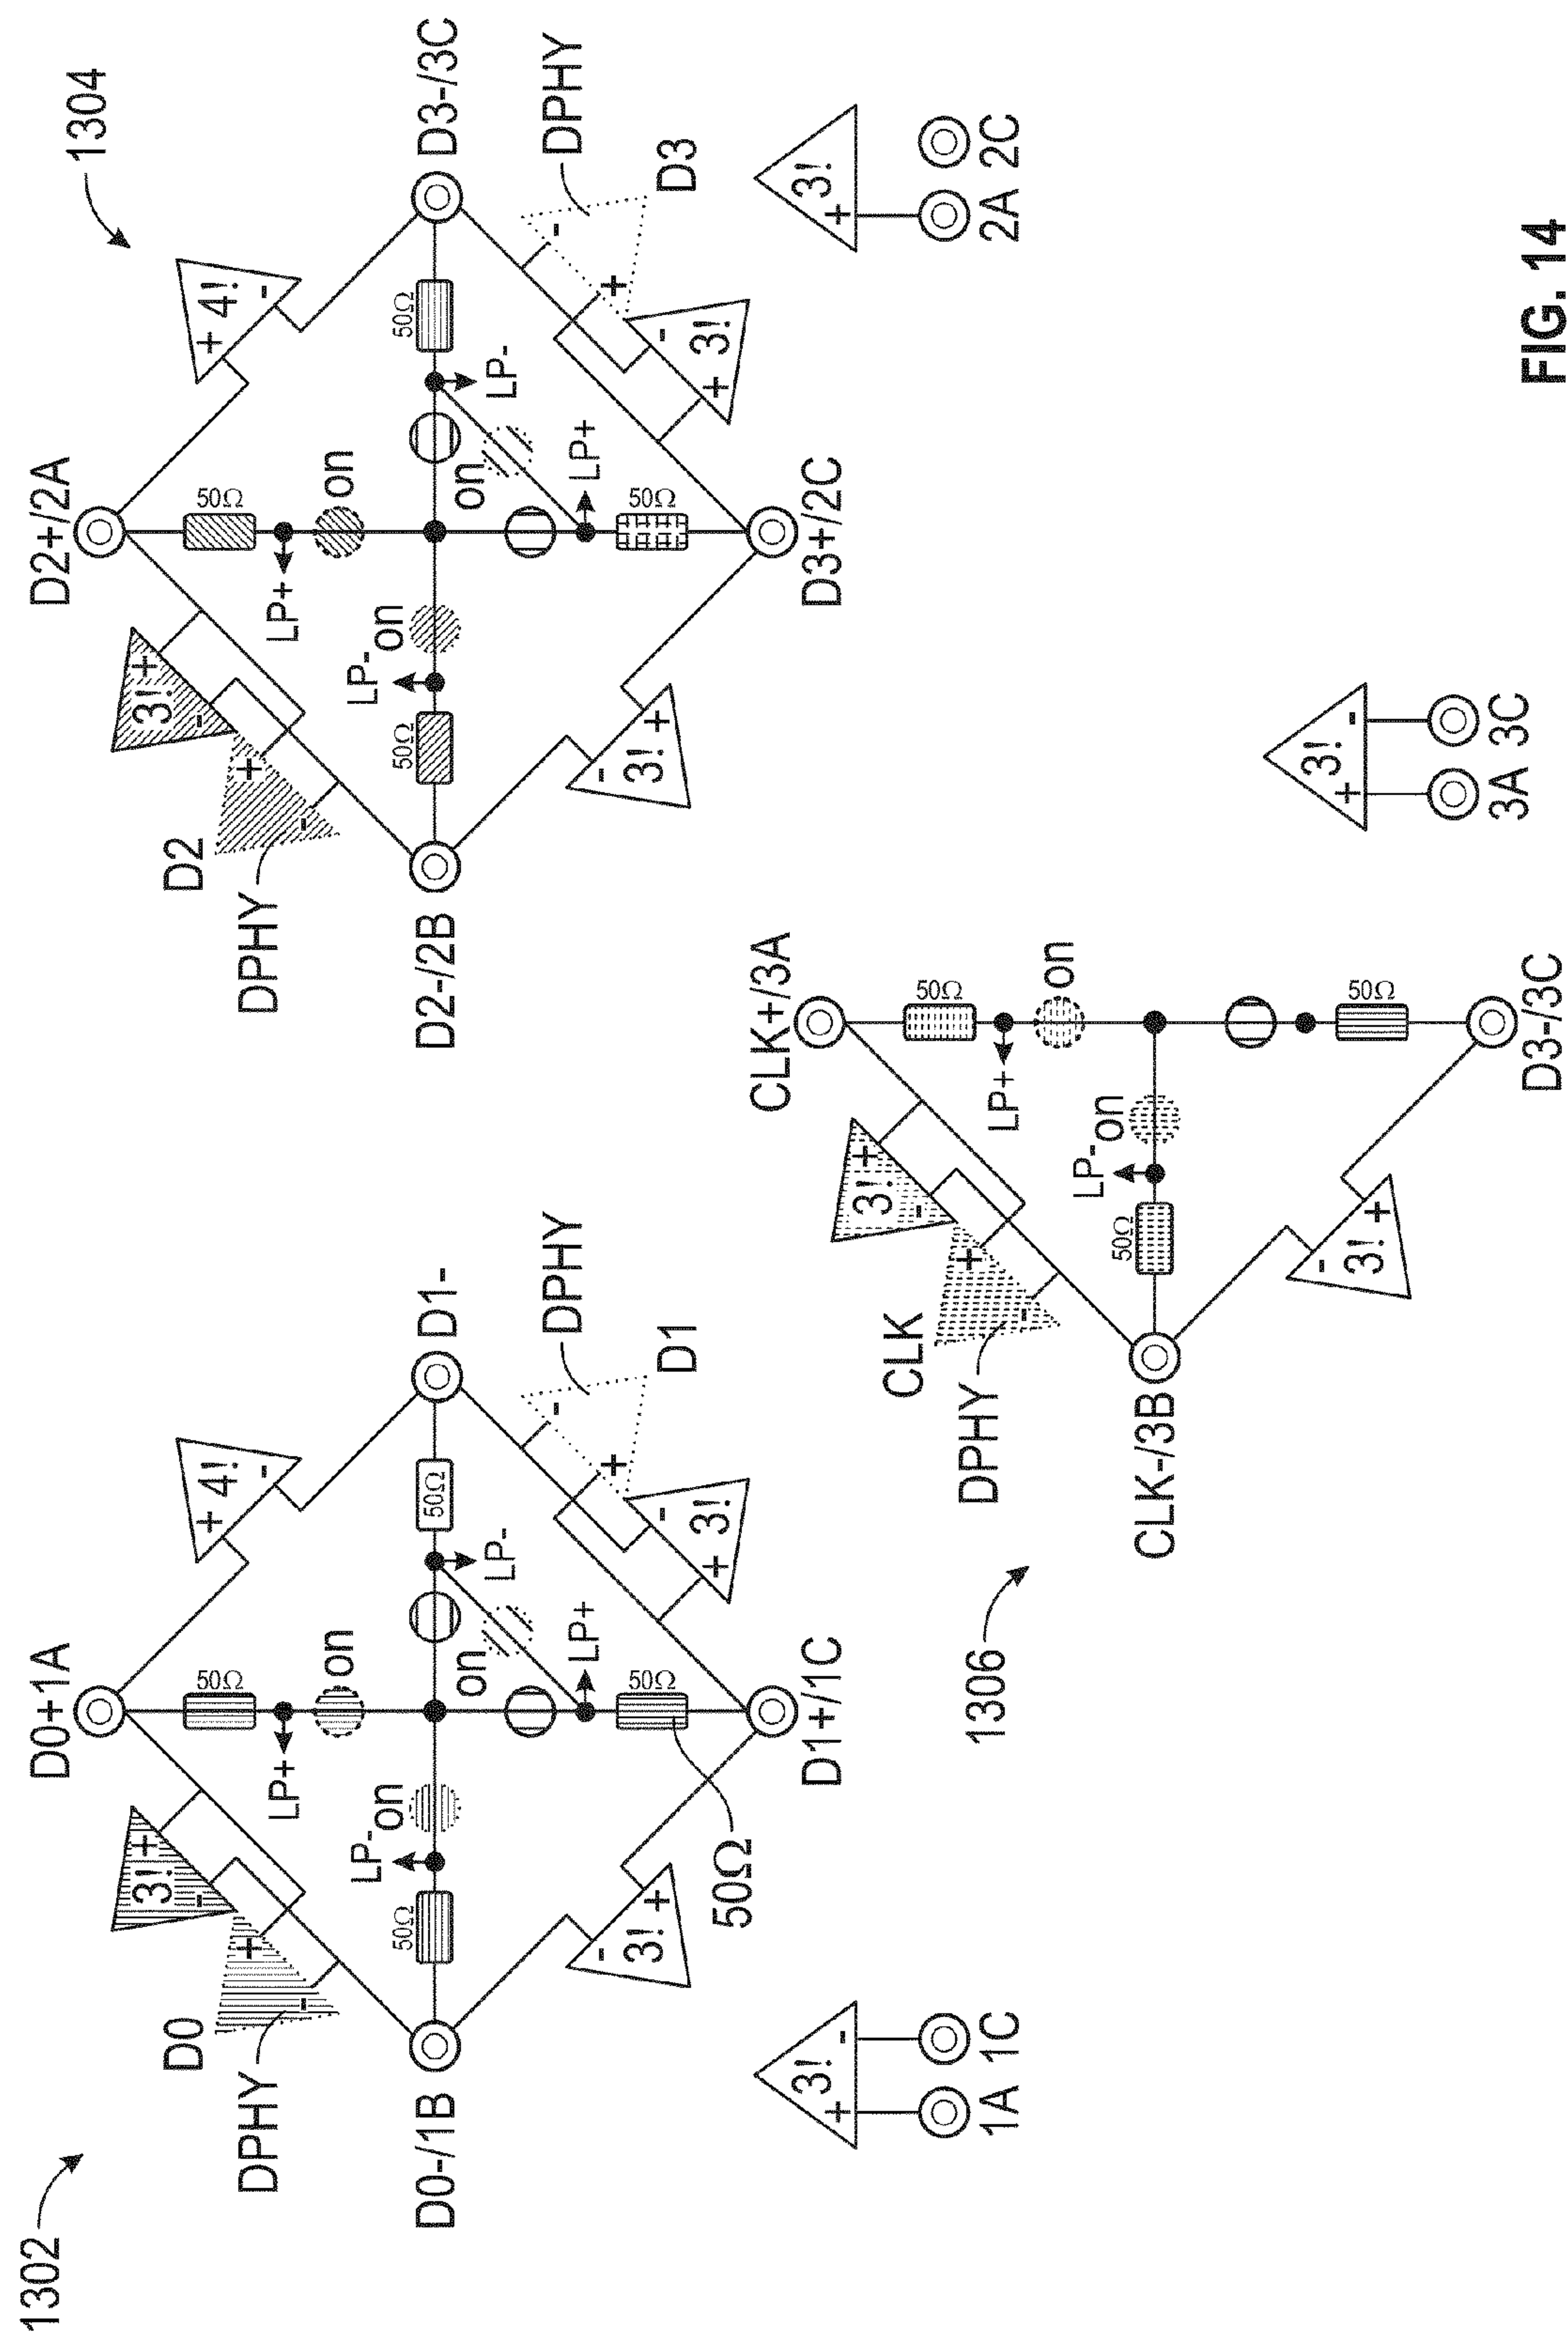 1302
D0+1A
3!
+
-
D0
+
-
DPHY
D0-/1B
50Ω
LP+
on
LP-
on
50Ω
+
4!
-
D1-
50Ω
LP-
on
LP+
50Ω
50Ω
DPHY
D1
-
+
-
3!
+
D1+/1C
-
3!
+
3!
+
-
1A
1C
1304
D2+/2A
3!
+
-
D2
+
-
DPHY
D2-/2B
50Ω
LP+
on
LP-
on
50Ω
+
4!
-
D3-/3C
50Ω
LP-
on
LP+
50Ω
DPHY
D3
-
+
-
3!
+
D3+/2C
-
3!
+
3!
+
2A
2C
1306
CLK+/3A
3!
+
-
CLK
+
-
DPHY
CLK-/3B
50Ω
LP+
on
LP-
on
50Ω
50Ω
-
3!
+
D3-/3C
3!
+
-
3A
3C
FIG. 14